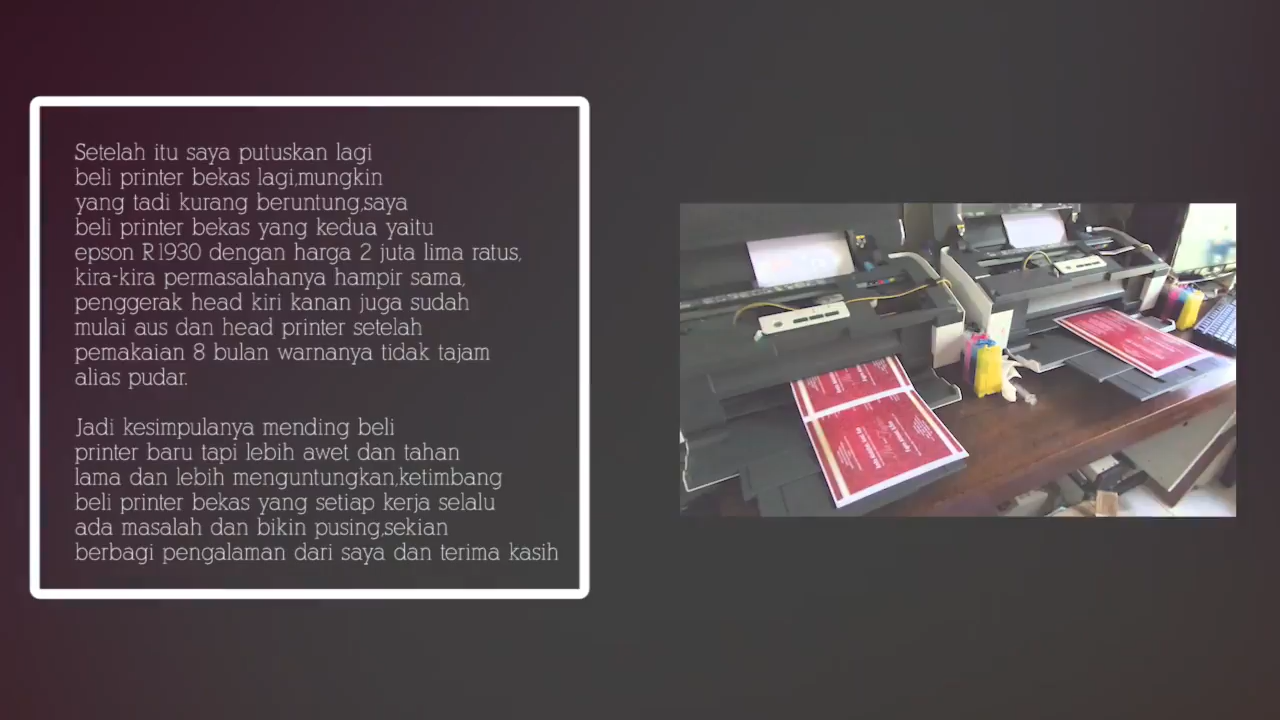 Setelah itu saya putuskan lagi
beli printer bekas lagi,mungkin
yang tadi kurang beruntung,saya
beli printer bekas yang kedua yaitu
epson R1930 dengan harga 2 juta lima ratus,
kira-kira permasalahanya hampir sama,
penggerak head kiri kanan juga sudah
mulai aus dan head printer setelah
pemakaian 8 bulan warnanya tidak tajam
alias pudar.
Jadi kesimpulanya mending beli
printer baru tapi lebih awet dan tahan
lama dan lebih menguntungkan,ketimbang
beli printer bekas yang setiap kerja selalu
ada masalah dan bikin pusing,sekian
berbagi pengalaman dari saya dan terima kasih